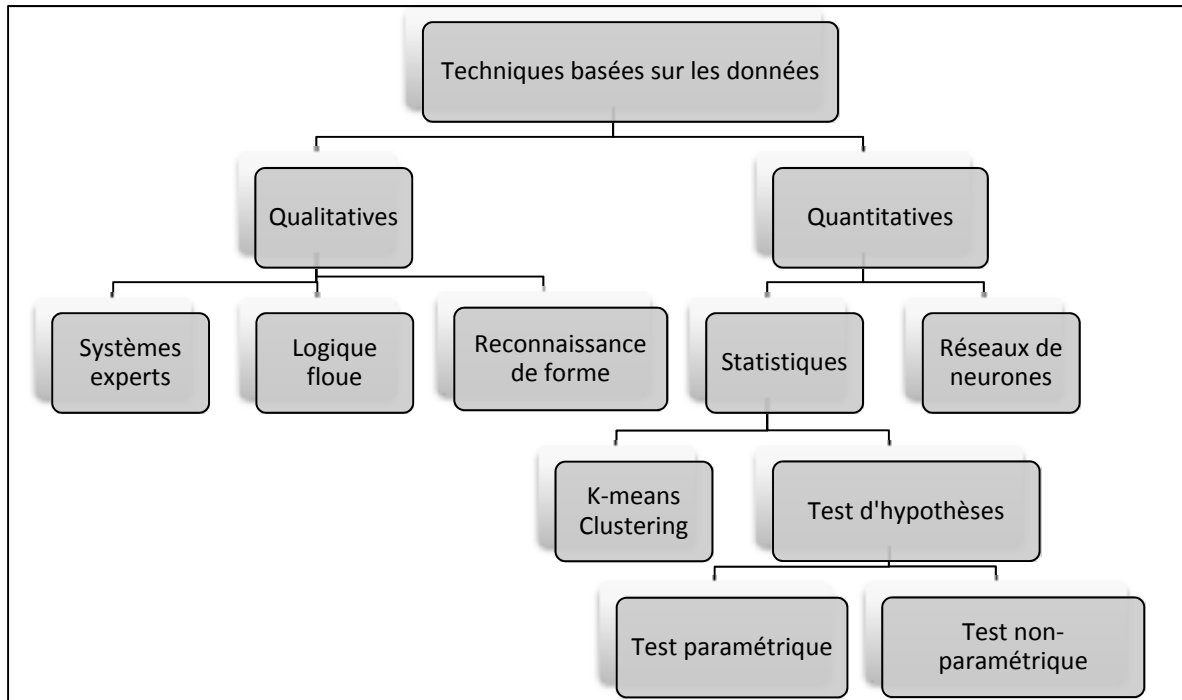 Techniques basées sur les données
Qualitatives
Quantitatives
Systèmes
experts
Logique
floue
Reconnaissance
de forme
Statistiques
Réseaux de
neurones
K-means
Clustering
Test d'hypothèses
Test paramétrique
Test non-
paramétrique